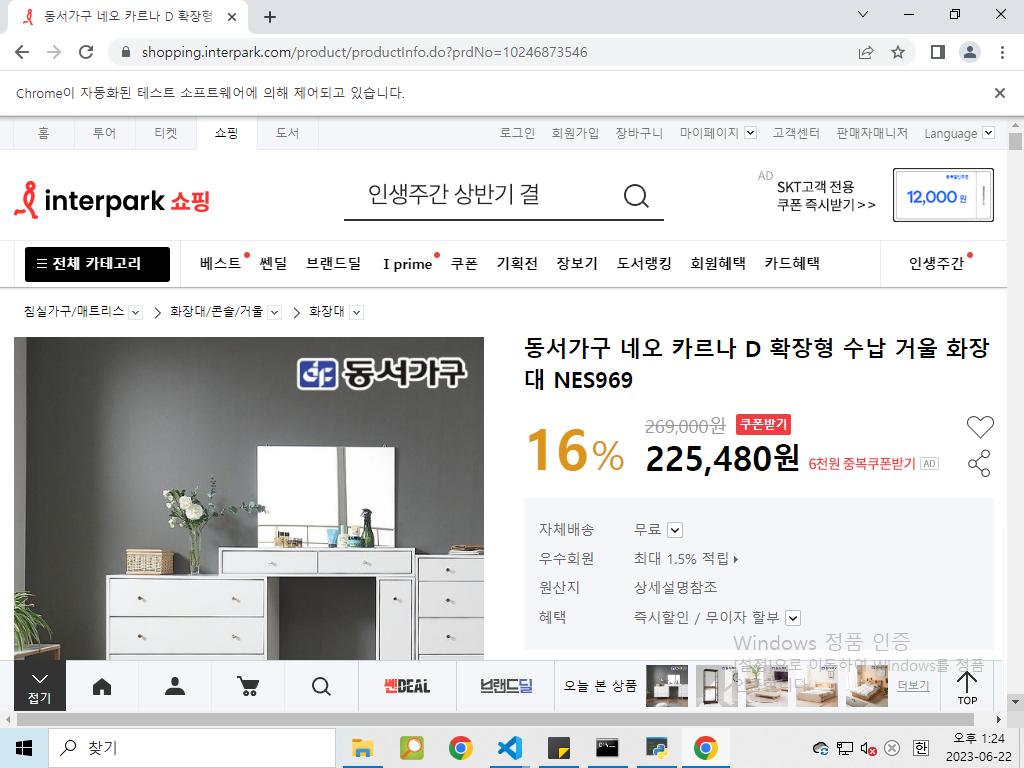 동서가구 네오 카르나 D 확장형
shopping.interpark.com/product/productInfo.do?prdNo=10246873546
Chrome이 자동화된 테스트 소프트웨어에 의해 제어되고 있습니다.
홈 투어 티켓 쇼핑 도서 로그인 회원가입 장바구니 마이페이지 고객센터 판매자매니저 Language
interpark 쇼핑
인생주간 상반기 결
AD
SKT고객 전용
쿠폰 즉시받기>>
12,000원
전체 카테고리 베스트 쎈딜 브랜드딜 I prime 쿠폰 기획전 장보기 도서랭킹 회원혜택 카드혜택 인생주간
침실가구/매트리스 > 화장대/콘솔/거울 > 화장대
동서가구
동서가구 네오 카르나 D 확장형 수납 거울 화장
대 NES969
16%
269,000원 쿠폰받기
225,480원 6천원 중복쿠폰받기 AD
자체배송 무료
우수회원 최대 1.5% 적립
원산지 상세설명참조
혜택 즉시할인 / 무이자 할부
Windows 정품 인증
[설정]으로 이동하여 Windows를 정품
접기
쎈DEAL
브랜드딜
오늘 본 상품
더보기
TOP
찾기
한
오후 1:24
2023-06-22